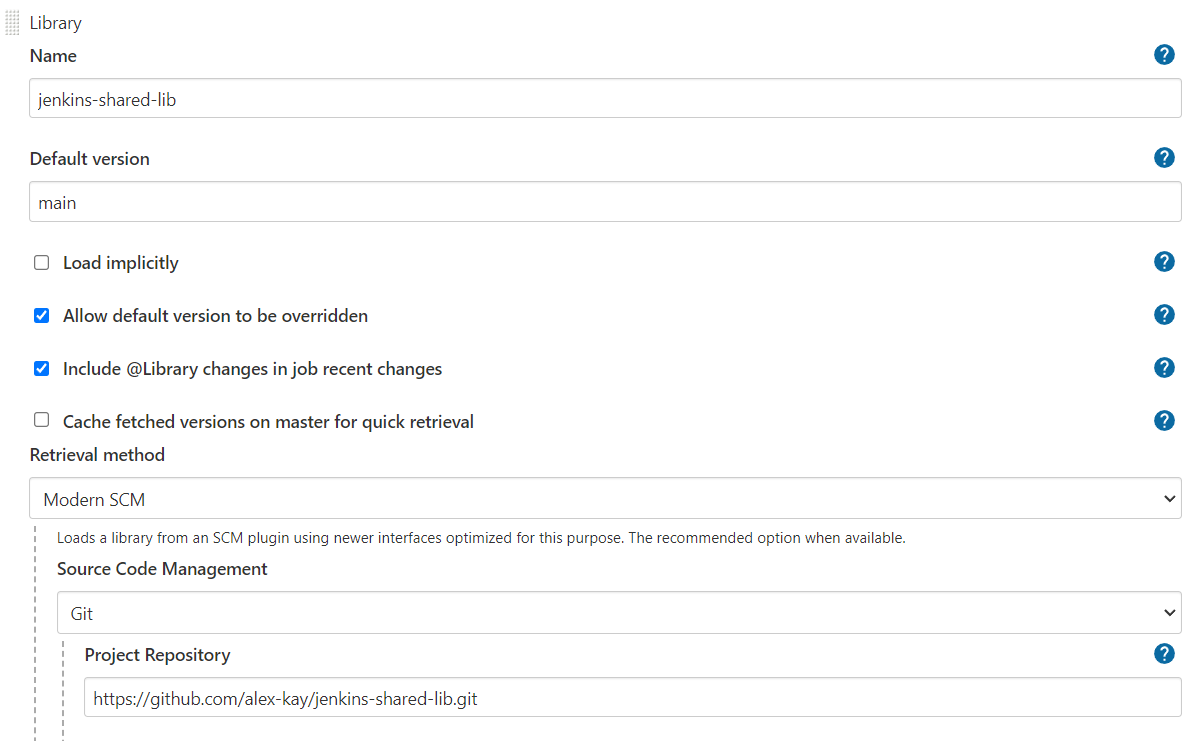 Library
Name
?
jenkins-shared-lib
Default version
?
main
Load implicitly
?
Allow default version to be overridden
?
Include @Library changes in job recent changes
?
Cache fetched versions on master for quick retrieval
?
Retrieval method
Modern SCM
Loads a library from an SCM plugin using newer interfaces optimized for this purpose. The recommended option when available.
Source Code Management
Git
Project Repository
?
https://github.com/alex-kay/jenkins-shared-lib.git